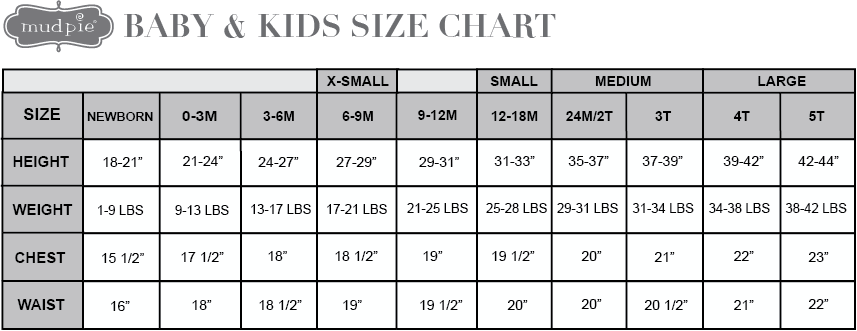 mudpie BABY & KIDS SIZE CHART
X-SMALL SMALL MEDIUM LARGE
SIZE NEWBORN 0-3M 3-6M 6-9M 9-12M 12-18M 24M/2T 3T 4T 5T
HEIGHT 18-21” 21-24” 24-27” 27-29” 29-31” 31-33” 35-37” 37-39” 39-42” 42-44”
WEIGHT 1-9 LBS 9-13 LBS 13-17 LBS 17-21 LBS 21-25 LBS 25-28 LBS 29-31 LBS 31-34 LBS 34-38 LBS 38-42 LBS
CHEST 15 1/2” 17 1/2” 18” 18 1/2” 19” 19 1/2” 20” 21” 22” 23”
WAIST 16” 18” 18 1/2” 19” 19 1/2” 20” 20” 20 1/2” 21” 22”